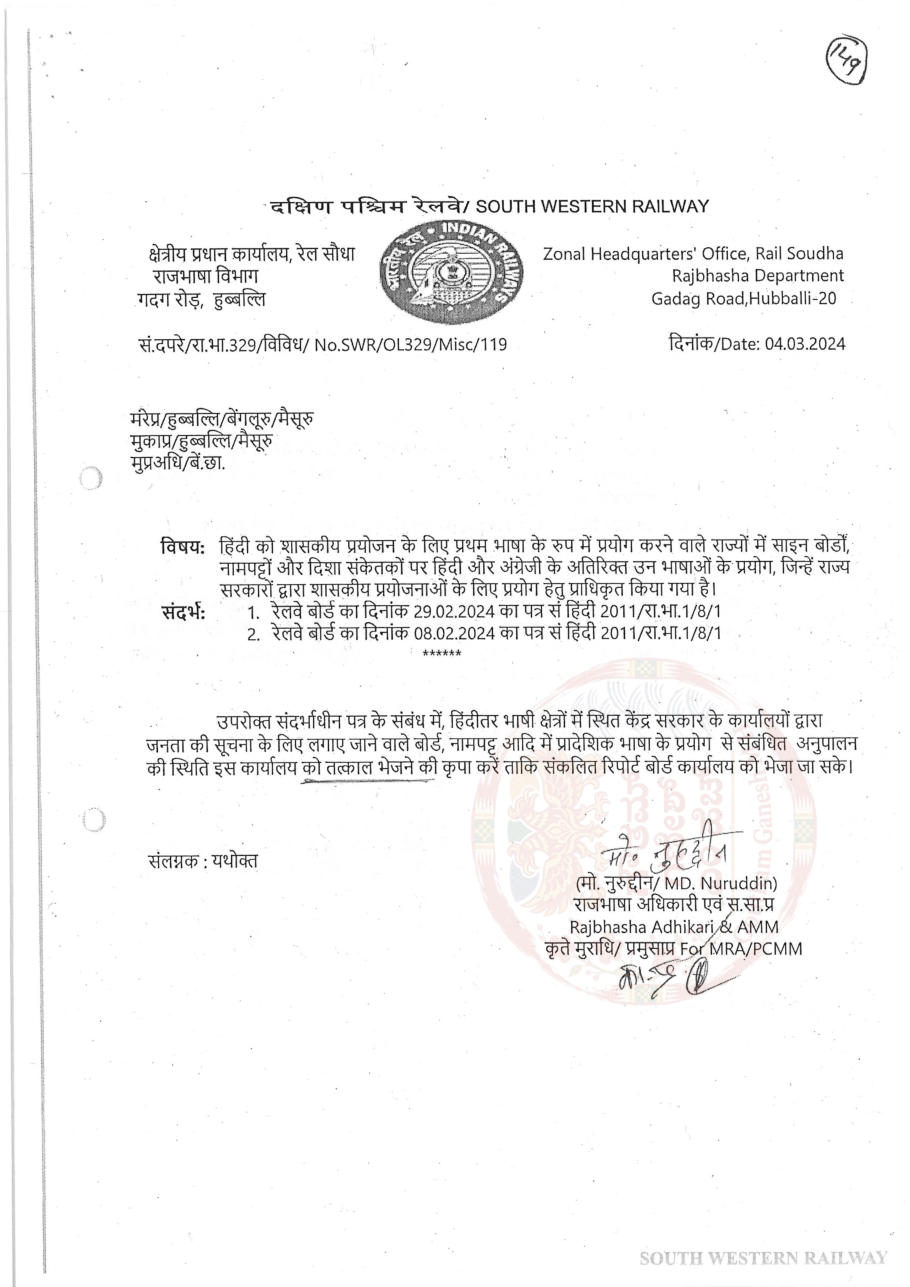 149
दक्षिण पश्चिम रेलवे/ SOUTH WESTERN RAILWAY
भारतीय रेल INDIAN RAILWAYS
क्षेत्रीय प्रधान कार्यालय, रेल सौधा
राजभाषा विभाग
गदग रोड़, हुब्बल्लि
Zonal Headquarters' Office, Rail Soudha
Rajbhasha Department
Gadag Road,Hubballi-20
सं.दपरे/रा.भा.329/विविध/ No.SWR/OL329/Misc/119
दिनांक/Date: 04.03.2024
मंरेप्र/हुब्बल्लि/बेंगलूरु/मैसूरु
मुकाप्र/हुब्बल्लि/मैसूरु
मुप्रअधि/बें.छा.
विषय: हिंदी को शासकीय प्रयोजन के लिए प्रथम भाषा के रुप में प्रयोग करने वाले राज्यों में साइन बोर्डों,
नामपट्टों और दिशा संकेतकों पर हिंदी और अंग्रेजी के अतिरिक्त उन भाषाओं के प्रयोग, जिन्हें राज्य
सरकारों द्वारा शासकीय प्रयोजनाओं के लिए प्रयोग हेतु प्राधिकृत किया गया है।
संदर्भ: 1. रेलवे बोर्ड का दिनांक 29.02.2024 का पत्र सं हिंदी 2011/रा.भा.1/8/1
2. रेलवे बोर्ड का दिनांक 08.02.2024 का पत्र सं हिंदी 2011/रा.भा.1/8/1
******
उपरोक्त संदर्भाधीन पत्र के संबंध में, हिंदीतर भाषी क्षेत्रों में स्थित केंद्र सरकार के कार्यालयों द्वारा
जनता की सूचना के लिए लगाए जाने वाले बोर्ड, नामपट्ट आदि में प्रादेशिक भाषा के प्रयोग से संबंधित अनुपालन
की स्थिति इस कार्यालय को तत्काल भेजने की कृपा करें ताकि संकलित रिपोर्ट बोर्ड कार्यालय को भेजा जा सके।
संलग्नक : यथोक्त
मो. नुरुद्दीन
(मो. नुरुद्दीन/ MD. Nuruddin)
राजभाषा अधिकारी एवं स.सा.प्र
Rajbhasha Adhikari & AMM
कृते मुराधि/ प्रमुसाप्र For MRA/PCMM
SOUTH WESTERN RAILWAY